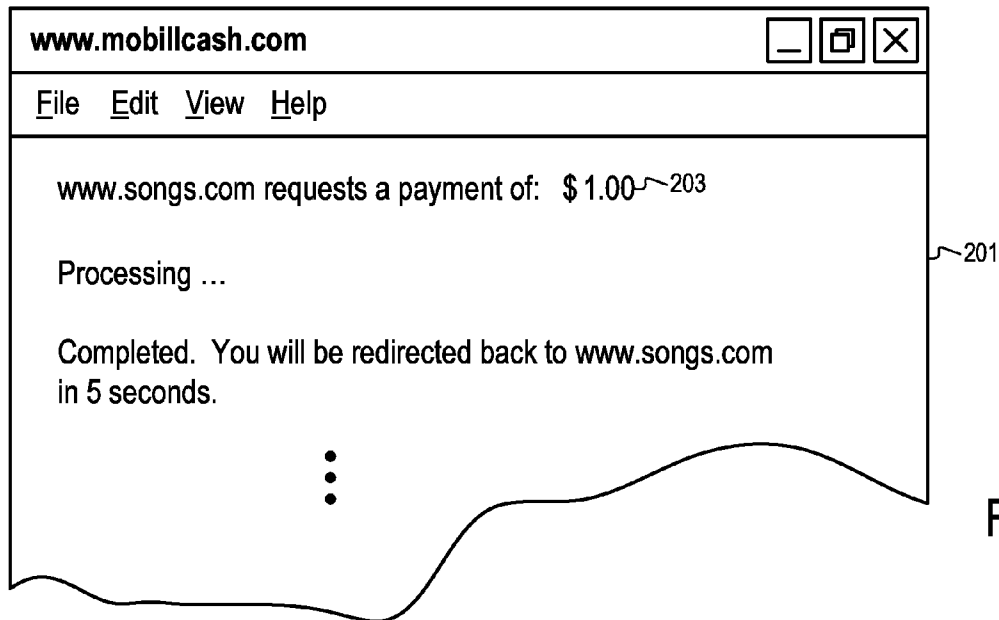 www.mobillcash.com
File Edit View Help
www.songs.com requests a payment of: $ 1.00 203
201
Processing ...
Completed. You will be redirected back to www.songs.com
in 5 seconds.
F